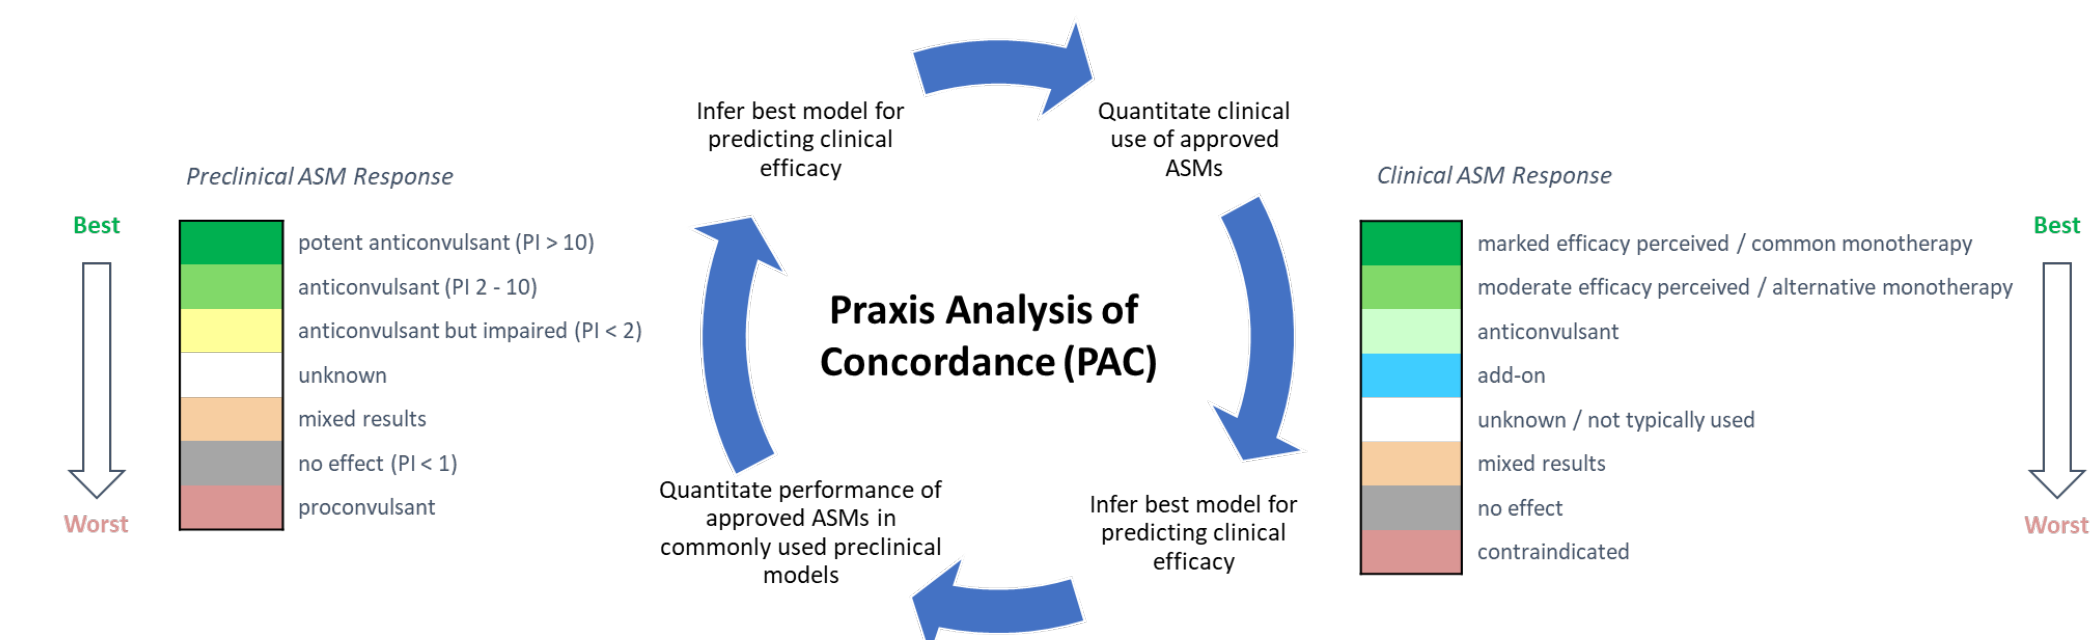 Preclinical ASM Response
Best
Worst
potent anticonvulsant (PI > 10)
anticonvulsant (PI 2 - 10)
anticonvulsant but impaired (PI < 2)
unknown
mixed results
no effect (PI < 1)
proconvulsant
Infer best model for
predicting clinical
efficacy
Quantitate clinical
use of approved
ASMs
Praxis Analysis of
Concordance (PAC)
Quantitate performance of
approved ASMs in
commonly used preclinical
models
Infer best model for
predicting clinical
efficacy
Clinical ASM Response
marked efficacy perceived / common monotherapy
moderate efficacy perceived / alternative monotherapy
anticonvulsant
add-on
unknown / not typically used
mixed results
no effect
contraindicated
Best
Worst